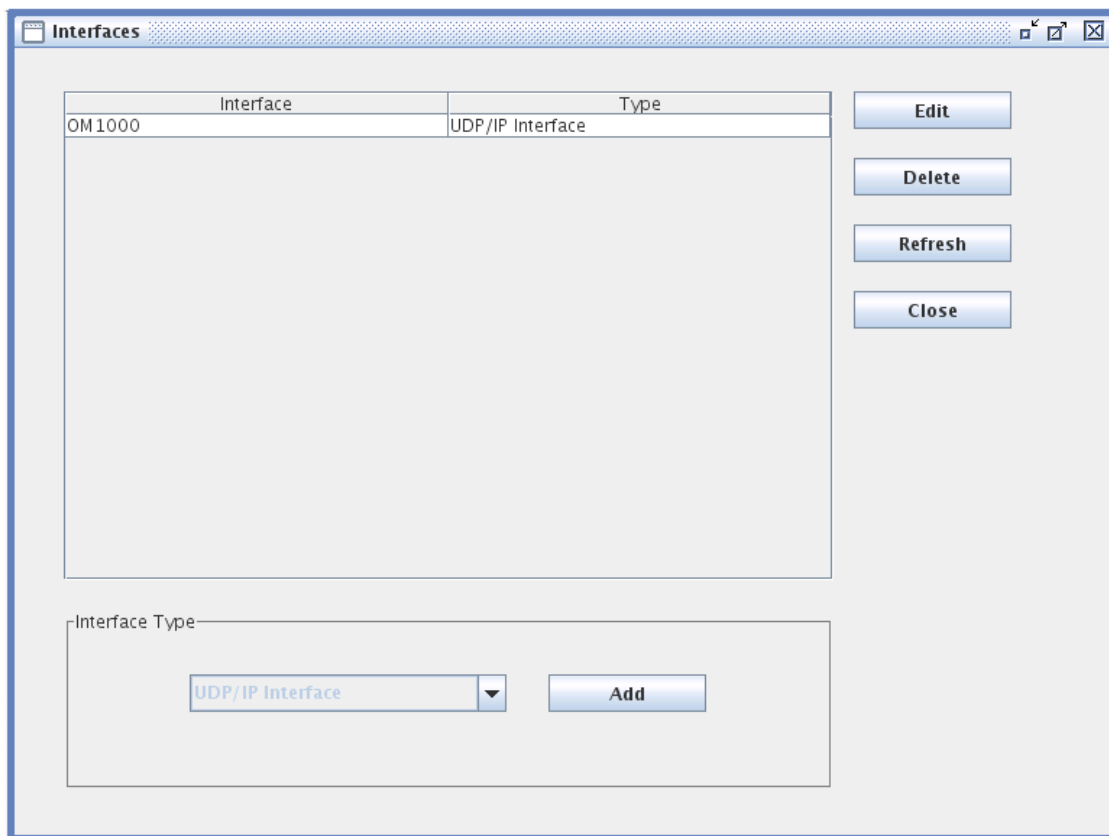 Interfaces
Interface Type
OM1000 UDP/IP Interface
Edit
Delete
Refresh
Close
Interface Type
UDP/IP Interface Add